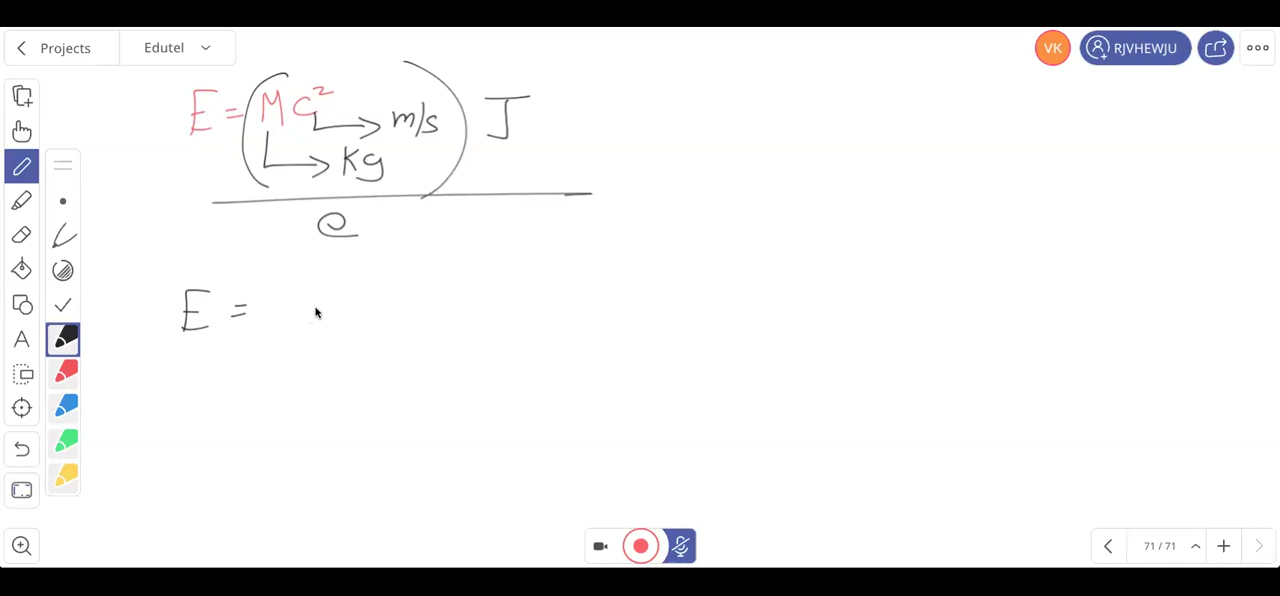 Projects Edutel VK RJVHEWJU
E = (MC² → m/s) J
→ Kg
e
E =
A
71 / 71